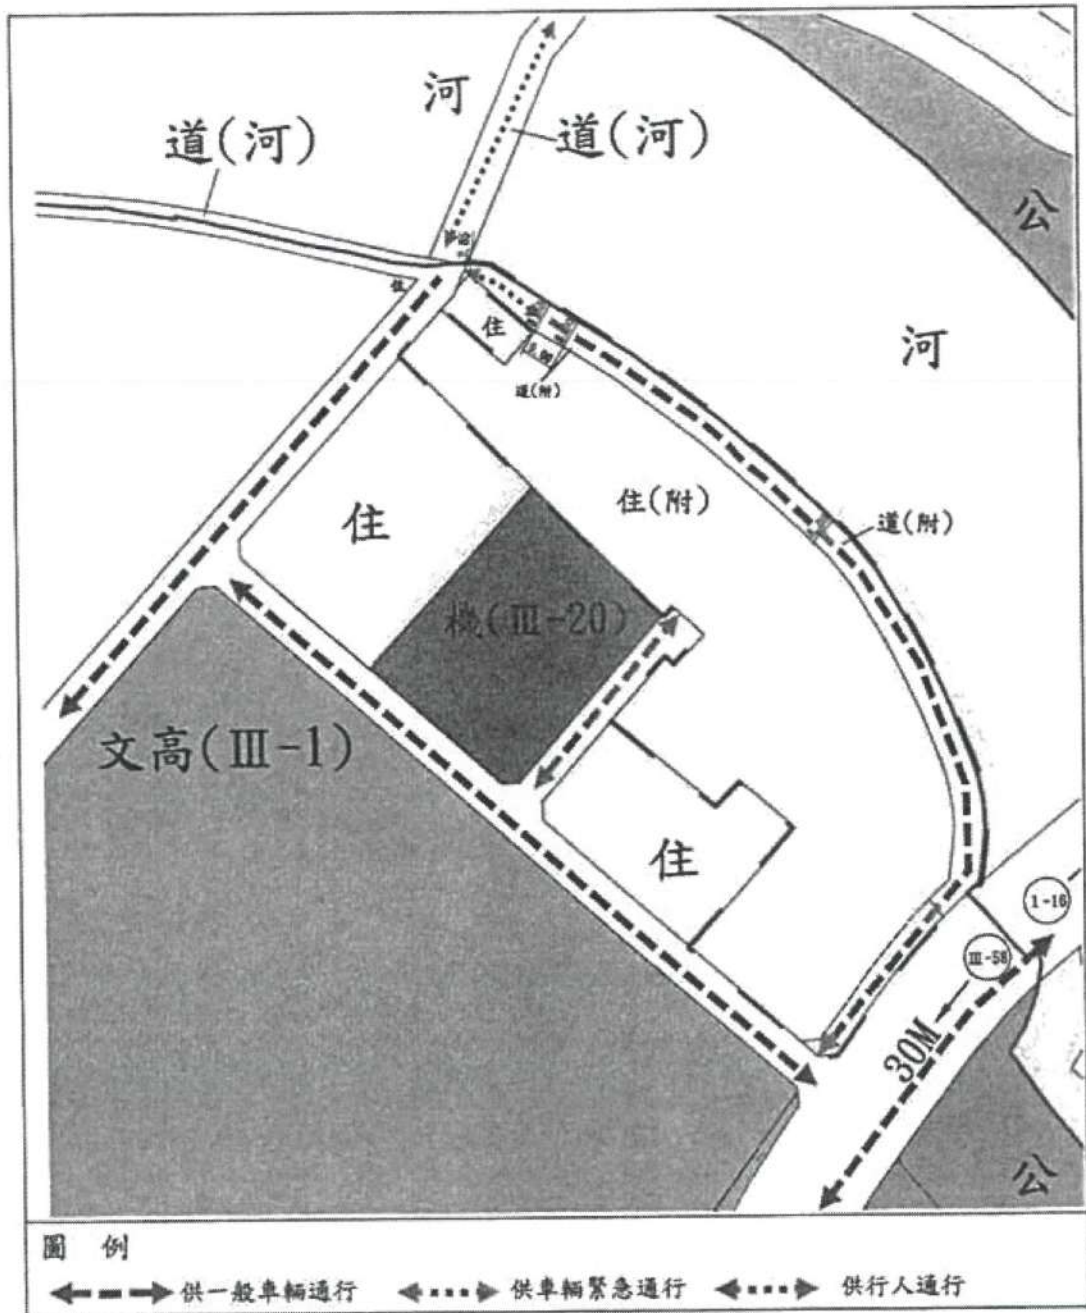 河
道(河)
道(河)
公
住
河
道(附)
住(附)
道(附)
住
機(III-20)
文高(III-1)
住
1-16
III-58
30M
公
圖 例
供一般車輛通行
供車輛緊急通行
供行人通行